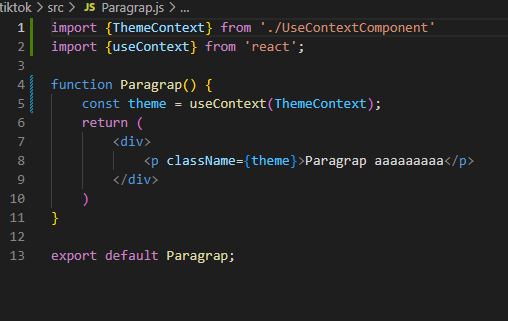 tiktok > src > JS Paragrap.js > ...
1 import {ThemeContext} from './UseContextComponent'
2 import {useContext} from 'react';
3
4 function Paragrap() {
5     const theme = useContext(ThemeContext);
6     return (
7         <div>
8             <p className={theme}>Paragrap aaaaaaaaa</p>
9         </div>
10     )
11 }
12
13 export default Paragrap;